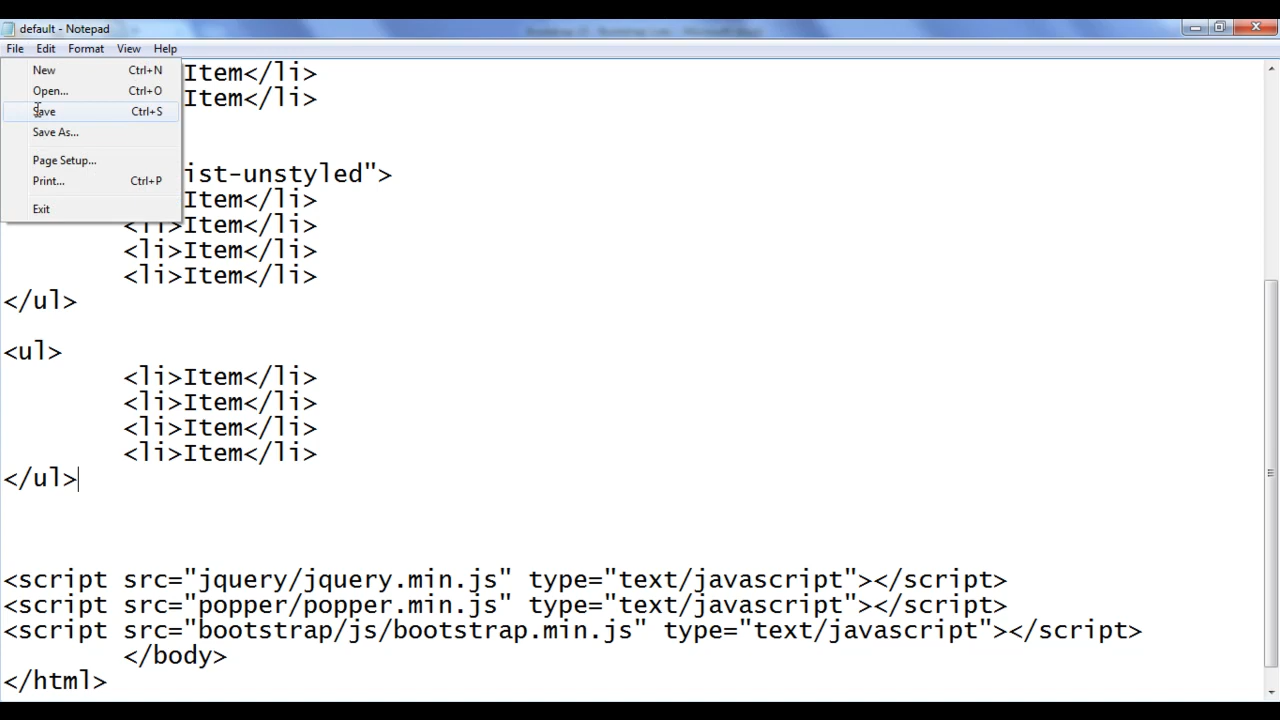 default - Notepad
File Edit Format View Help
New Ctrl+N
Open... Ctrl+O
Save Ctrl+S
Save As...
Page Setup...
Print... Ctrl+P
Exit
Item</li>
Item</li>
ist-unstyled">
Item</li>
<li>Item</li>
<li>Item</li>
<li>Item</li>
</ul>
<ul>
<li>Item</li>
<li>Item</li>
<li>Item</li>
<li>Item</li>
</ul>
<script src="jquery/jquery.min.js" type="text/javascript"></script>
<script src="popper/popper.min.js" type="text/javascript"></script>
<script src="bootstrap/js/bootstrap.min.js" type="text/javascript"></script>
</body>
</html>